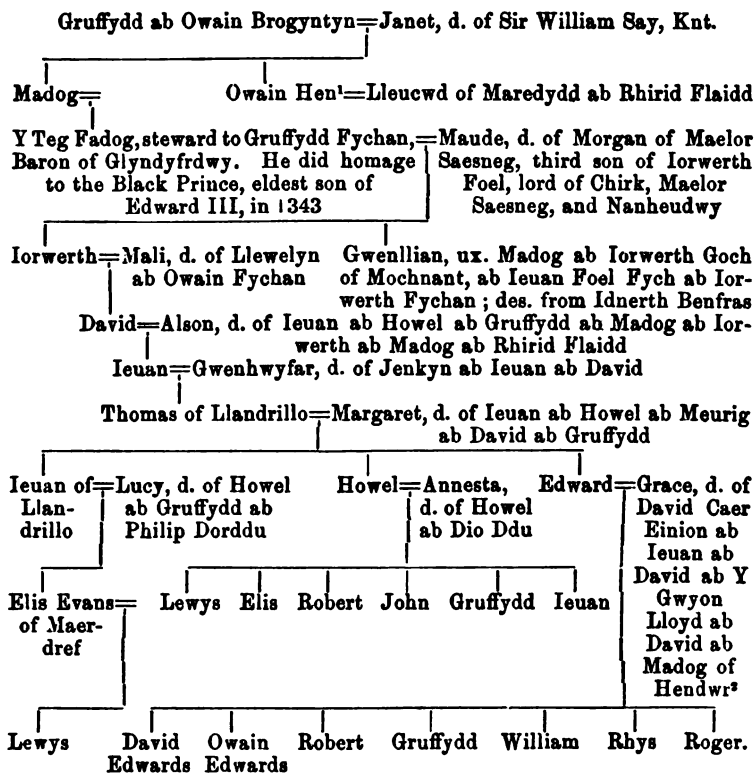 Gruffydd ab Owain Brogyntyn=Janet, d. of Sir William Say, Knt.
Madog= Owain Hen¹=Lleucwd of Maredydd ab Rhirid Flaidd
Y Teg Fadog, steward to Gruffydd Fychan,=Maude, d. of Morgan of Maelor
Baron of Glyndyfrdwy. He did homage Saesneg, third son of Iorwerth
to the Black Prince, eldest son of Foel, lord of Chirk, Maelor
Edward III, in 1343 Saesneg, and Nanheudwy
Iorwerth=Mali, d. of Llewelyn Gwenllian, ux. Madog ab Iorwerth Goch
ab Owain Fychan of Mochnant, ab Ieuan Foel Fych ab Ior-
werth Fychan ; des. from Idnerth Benfras
David=Alson, d. of Ieuan ab Howel ab Gruffydd ab Madog ab Ior-
werth ab Madog ab Rhirid Flaidd
Ieuan=Gwenhwyfar, d. of Jenkyn ab Ieuan ab David
Thomas of Llandrillo=Margaret, d. of Ieuan ab Howel ab Meurig
ab David ab Gruffydd
Ieuan of=Lucy, d. of Howel Howel=Annesta, Edward=Grace, d. of
Llan- ab Gruffydd ab d. of Howel David Caer
drillo Philip Dorddu ab Dio Ddu Einion ab
Ieuan ab
David ab Y
Gwyon
Lloyd ab
David ab
Madog of
Hendwr²
Elis Evans= Lewys Elis Robert John Gruffydd Ieuan
of Maer-
dref
Lewys David Owain Robert Gruffydd William Rhys Roger.
Edwards Edwards